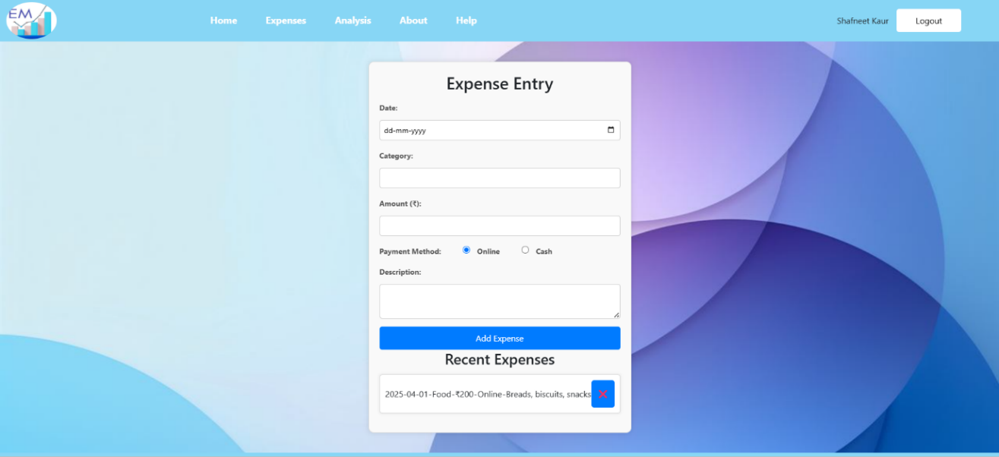 EM
Home Expenses Analysis About Help Shafneet Kaur Logout
Expense Entry
Date:
dd-mm-yyyy
Category:
Amount (₹):
Payment Method: Online Cash
Description:
Add Expense
Recent Expenses
2025-04-01-Food-₹200-Online-Breads, biscuits, snacks